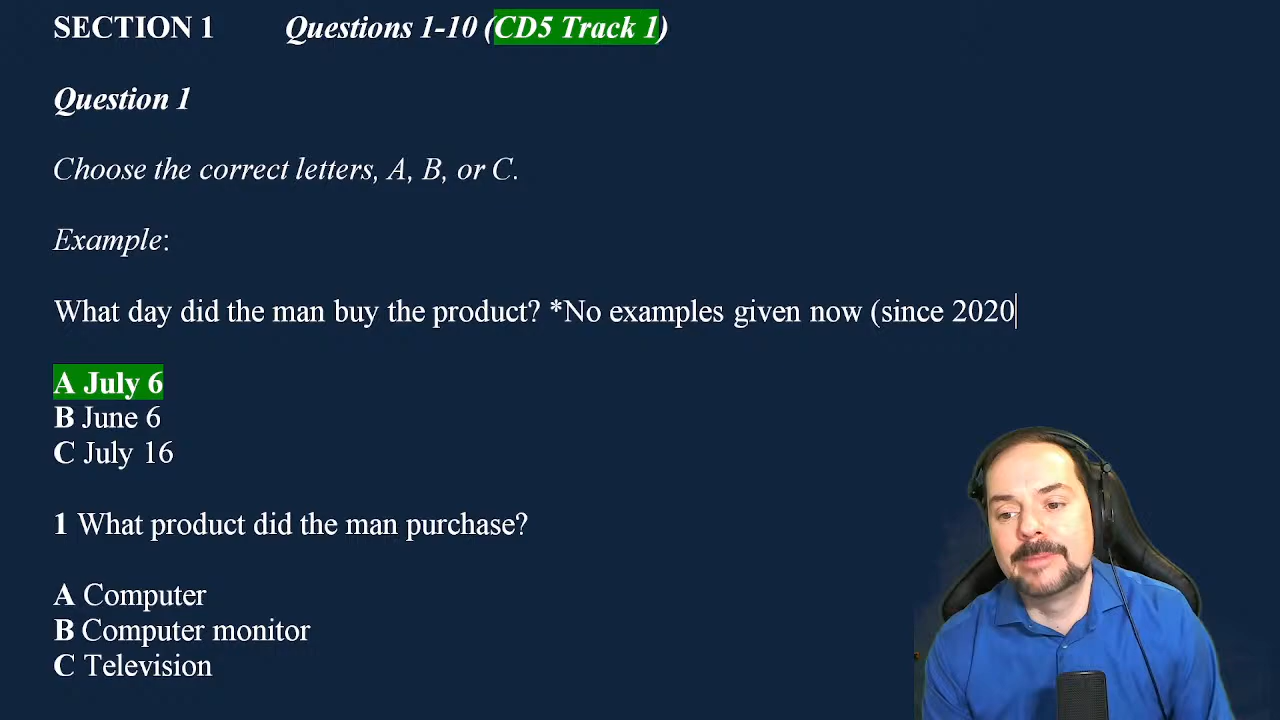 SECTION 1 Questions 1-10 (CD5 Track 1)
Question 1
Choose the correct letters, A, B, or C.
Example:
What day did the man buy the product? *No examples given now (since 2020
A July 6
B June 6
C July 16
1 What product did the man purchase?
A Computer
B Computer monitor
C Television